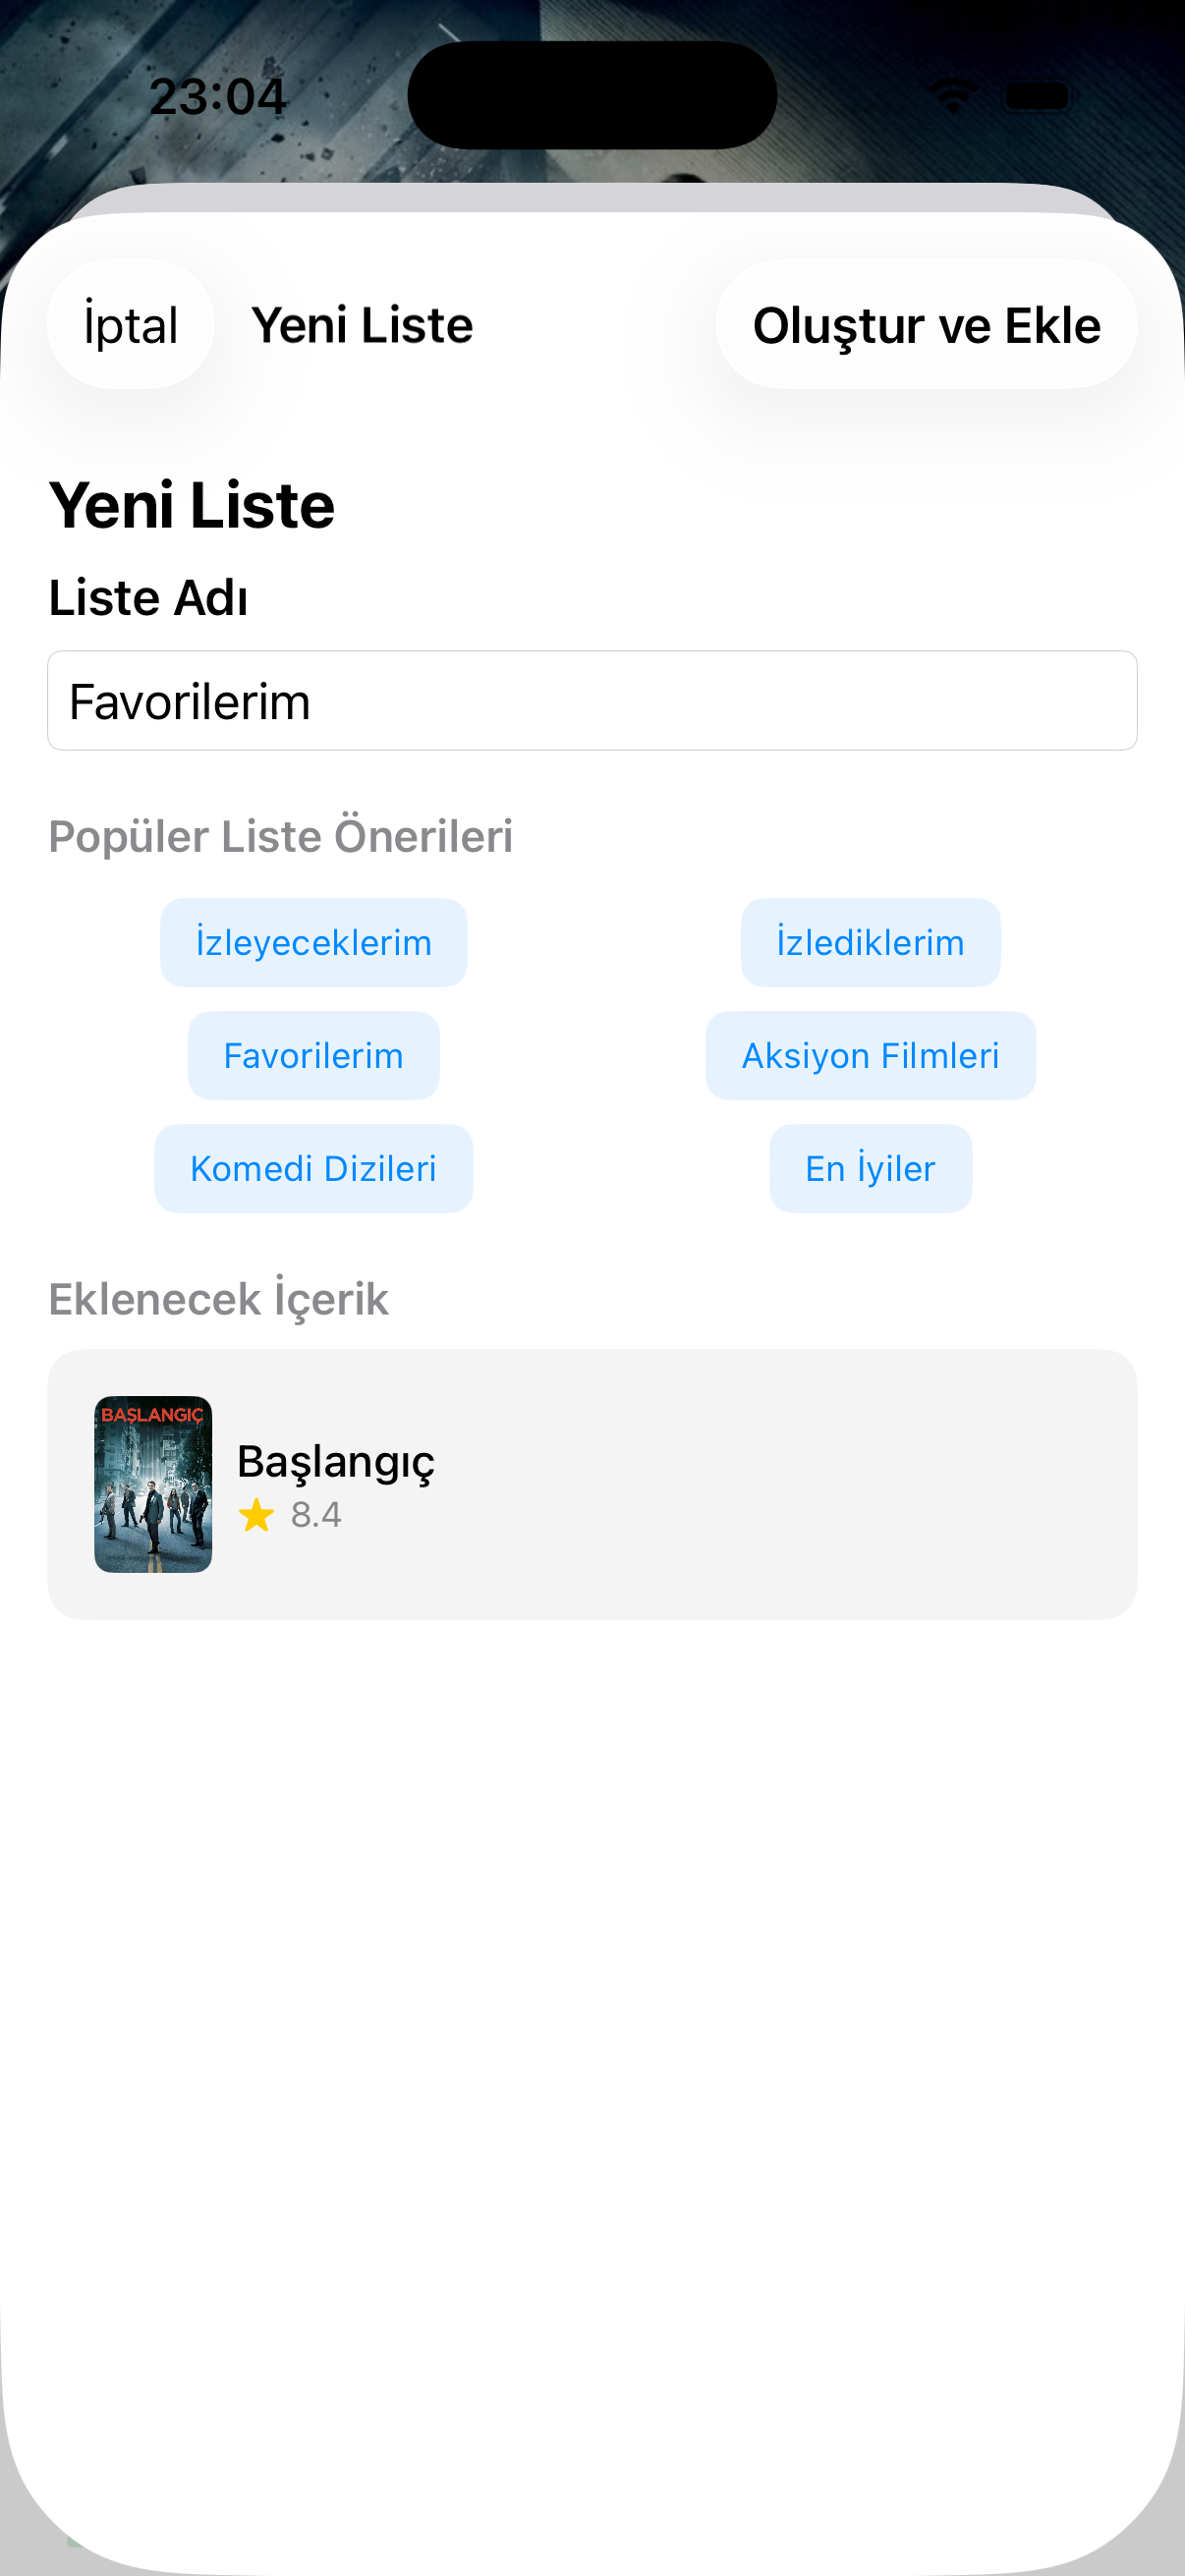 23:04
İptal Yeni Liste Oluştur ve Ekle
Yeni Liste
Liste Adı
Favorilerim
Popüler Liste Önerileri
İzleyeceklerim İzlediklerim
Favorilerim Aksiyon Filmleri
Komedi Dizileri En İyiler
Eklenecek İçerik
BAŞLANGIÇ
Başlangıç
8.4